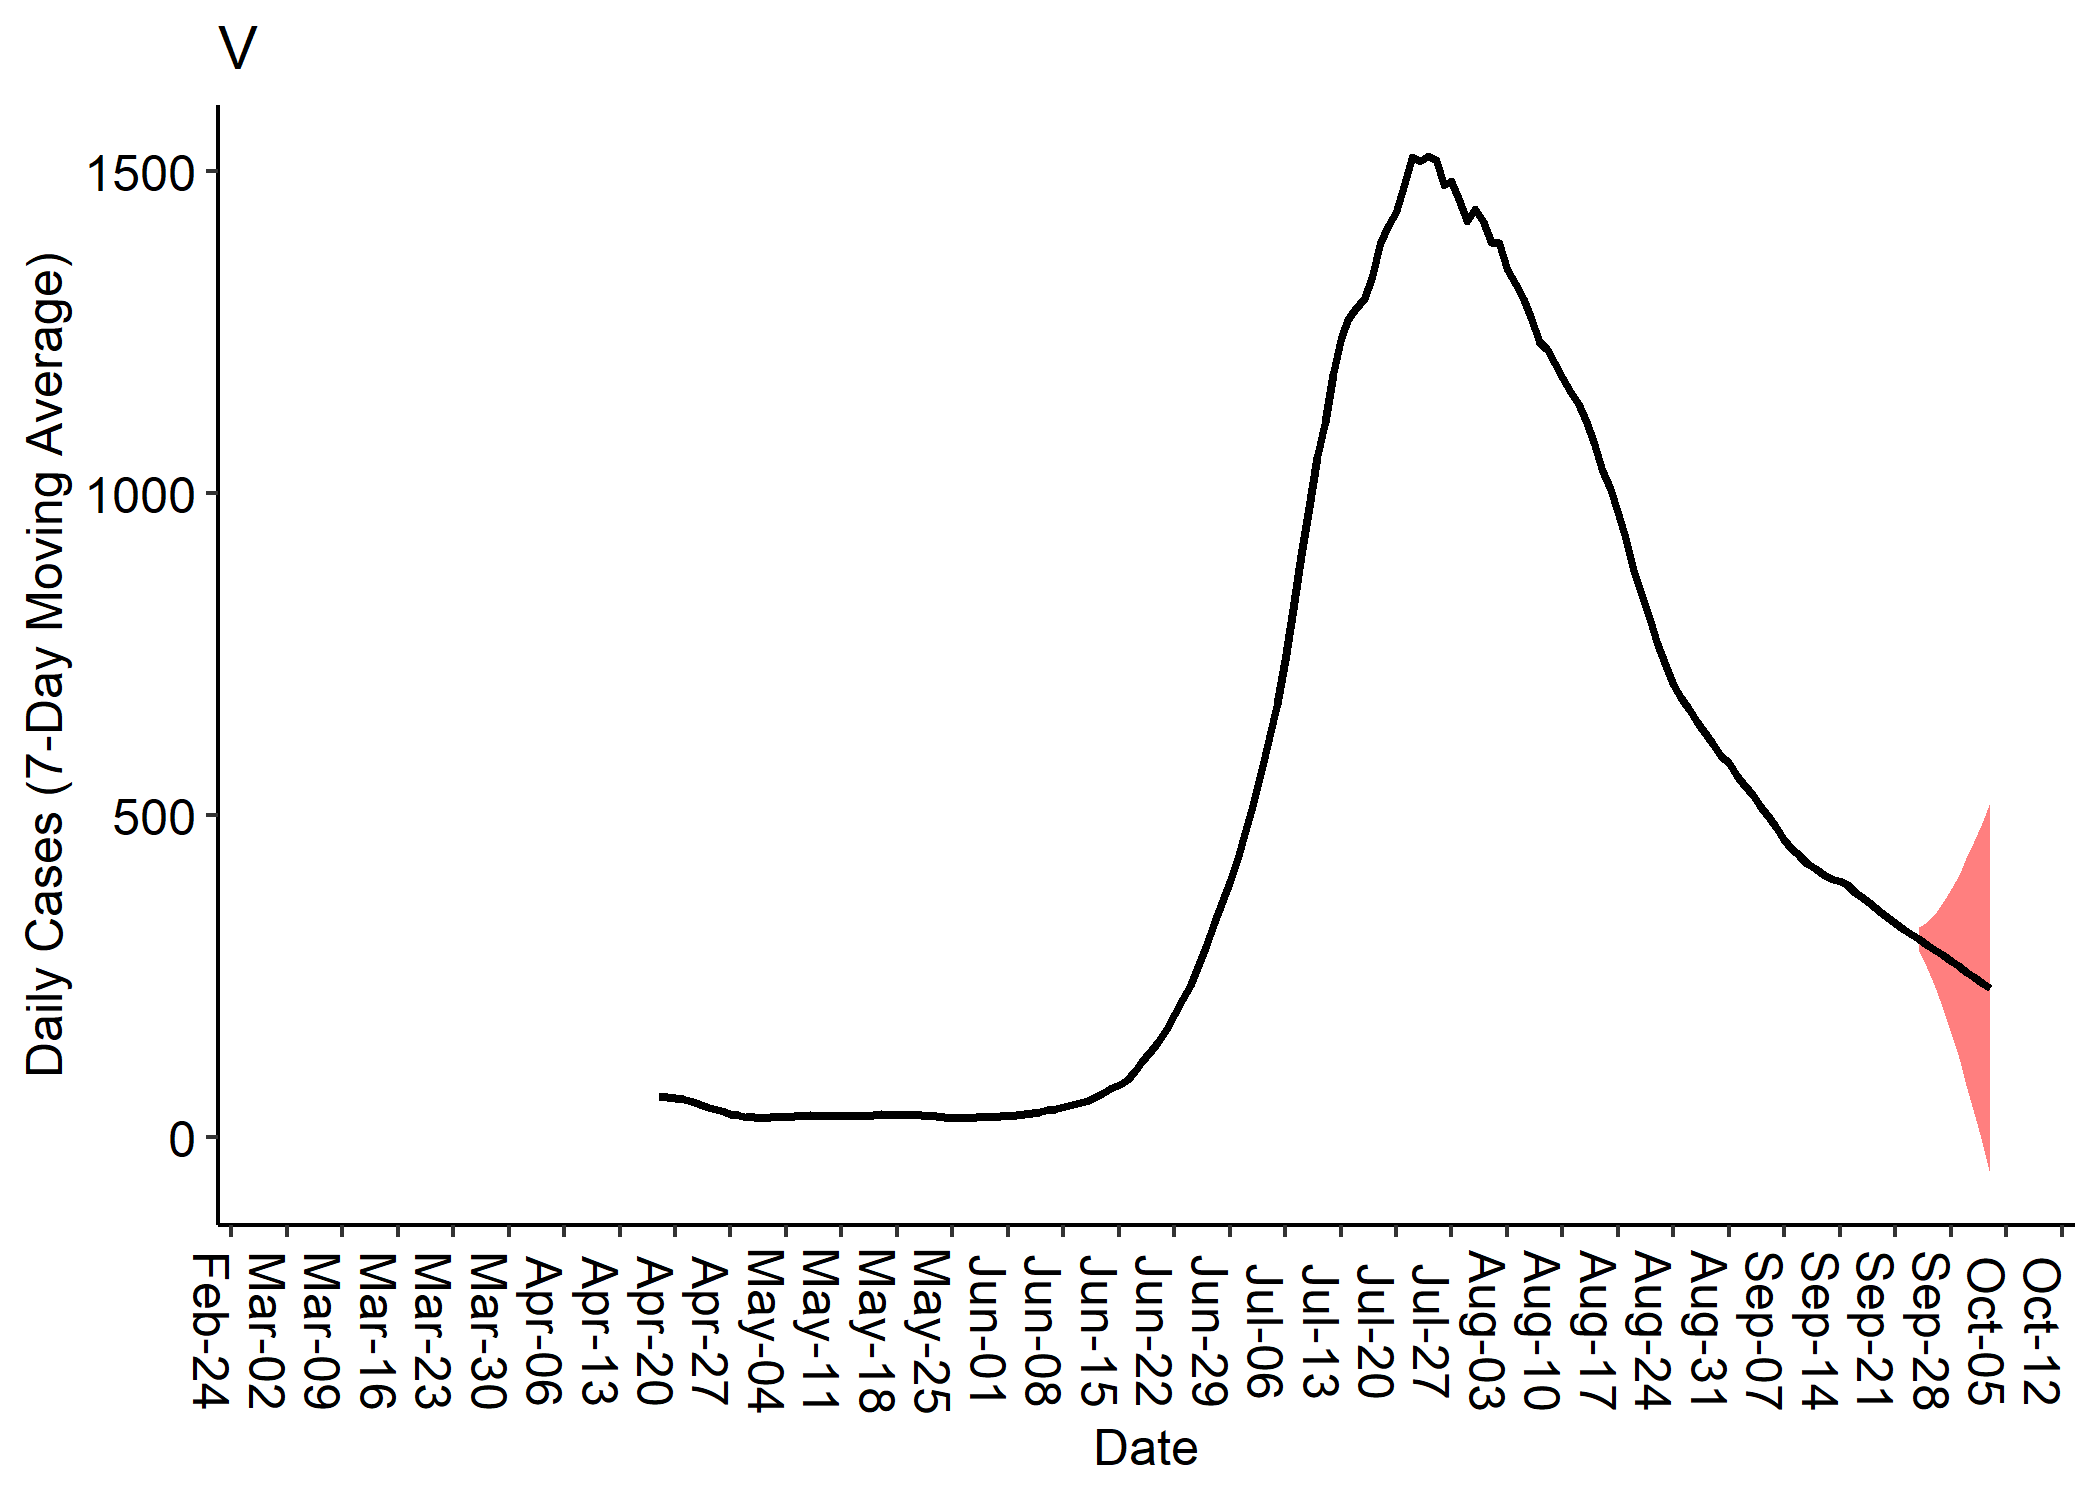 V
Daily Cases (7-Day Moving Average)
1500
1000
500
0
Feb-24
Mar-02
Mar-09
Mar-16
Mar-23
Mar-30
Apr-06
Apr-13
Apr-20
Apr-27
May-04
May-11
May-18
May-25
Jun-01
Jun-08
Jun-15
Jun-22
Jun-29
Jul-06
Jul-13
Jul-20
Jul-27
Aug-03
Aug-10
Aug-17
Aug-24
Aug-31
Sep-07
Sep-14
Sep-21
Sep-28
Oct-05
Oct-12
Date